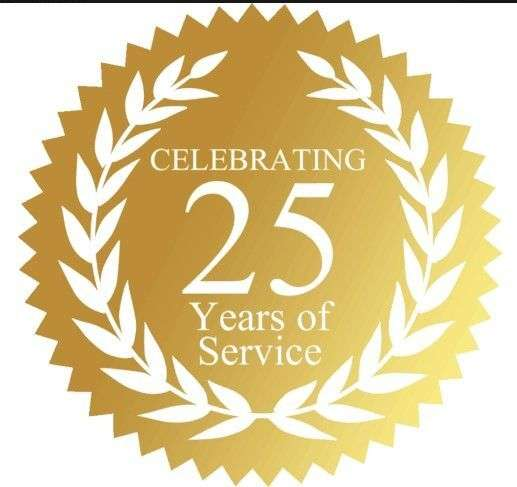 CELEBRATING
25
Years of
Service